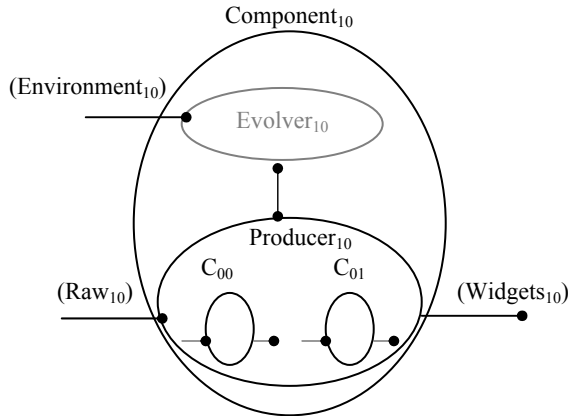 Component₁₀
(Environment₁₀)
Evolver₁₀
Producer₁₀
C₀₀ C₀₁
(Raw₁₀)
(Widgets₁₀)